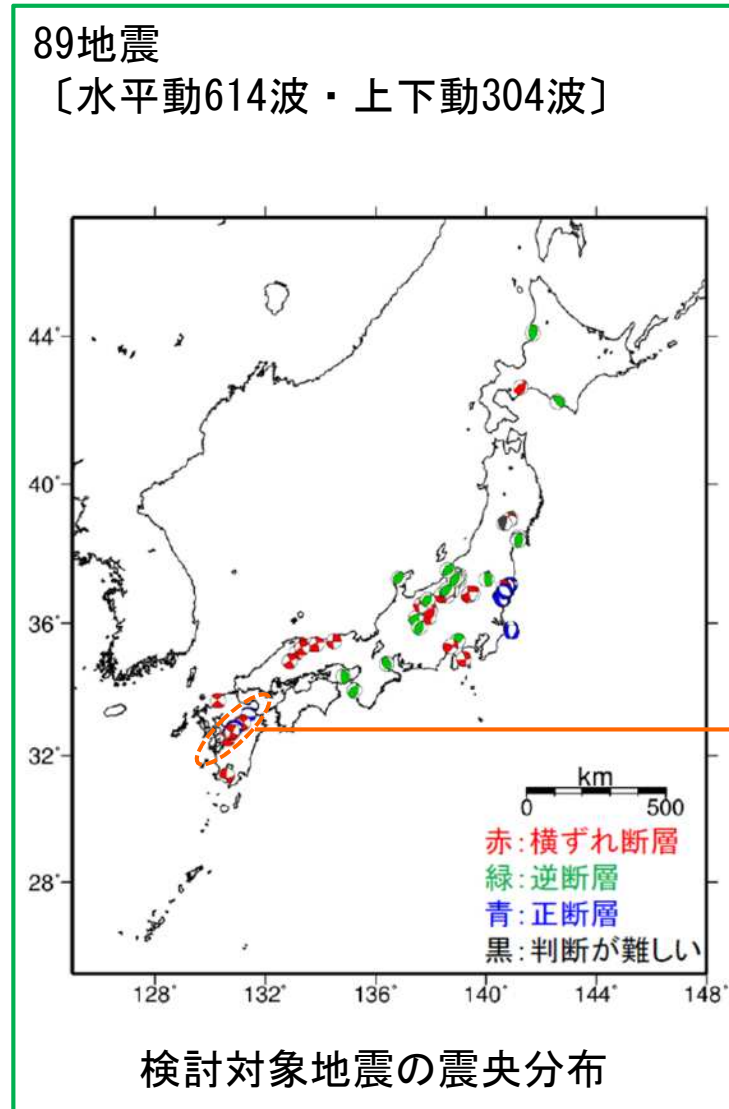 89地震
〔水平動614波・上下動304波〕
44°
40°
36°
32°
28°
km
0 500
赤：横ずれ断層
緑：逆断層
青：正断層
黒：判断が難しい
128° 132° 136° 140° 144° 148°
検討対象地震の震央分布